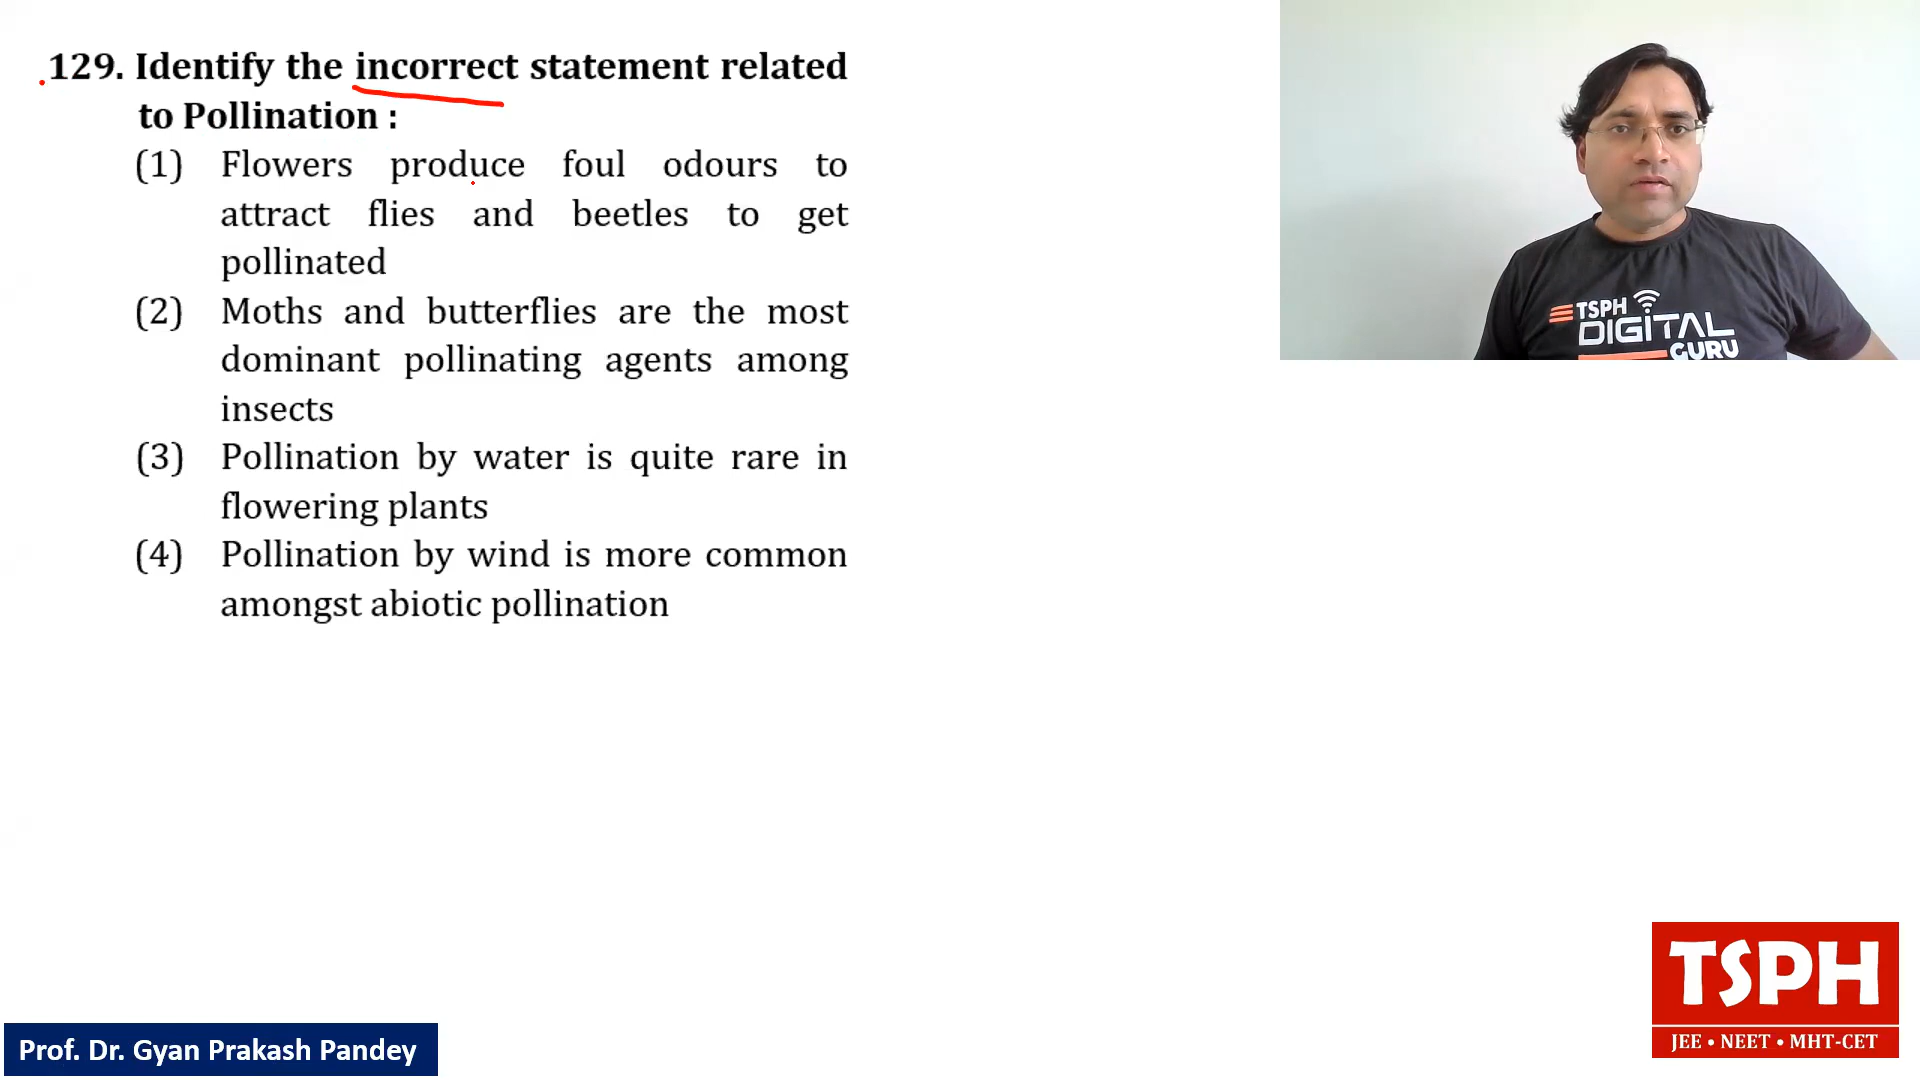 129. Identify the incorrect statement related
to Pollination :
(1) Flowers produce foul odours to
attract flies and beetles to get
pollinated
(2) Moths and butterflies are the most
dominant pollinating agents among
insects
(3) Pollination by water is quite rare in
flowering plants
(4) Pollination by wind is more common
amongst abiotic pollination
TSPH
DIGITAL
GURU
TSPH
JEE • NEET • MHT-CET
Prof. Dr. Gyan Prakash Pandey